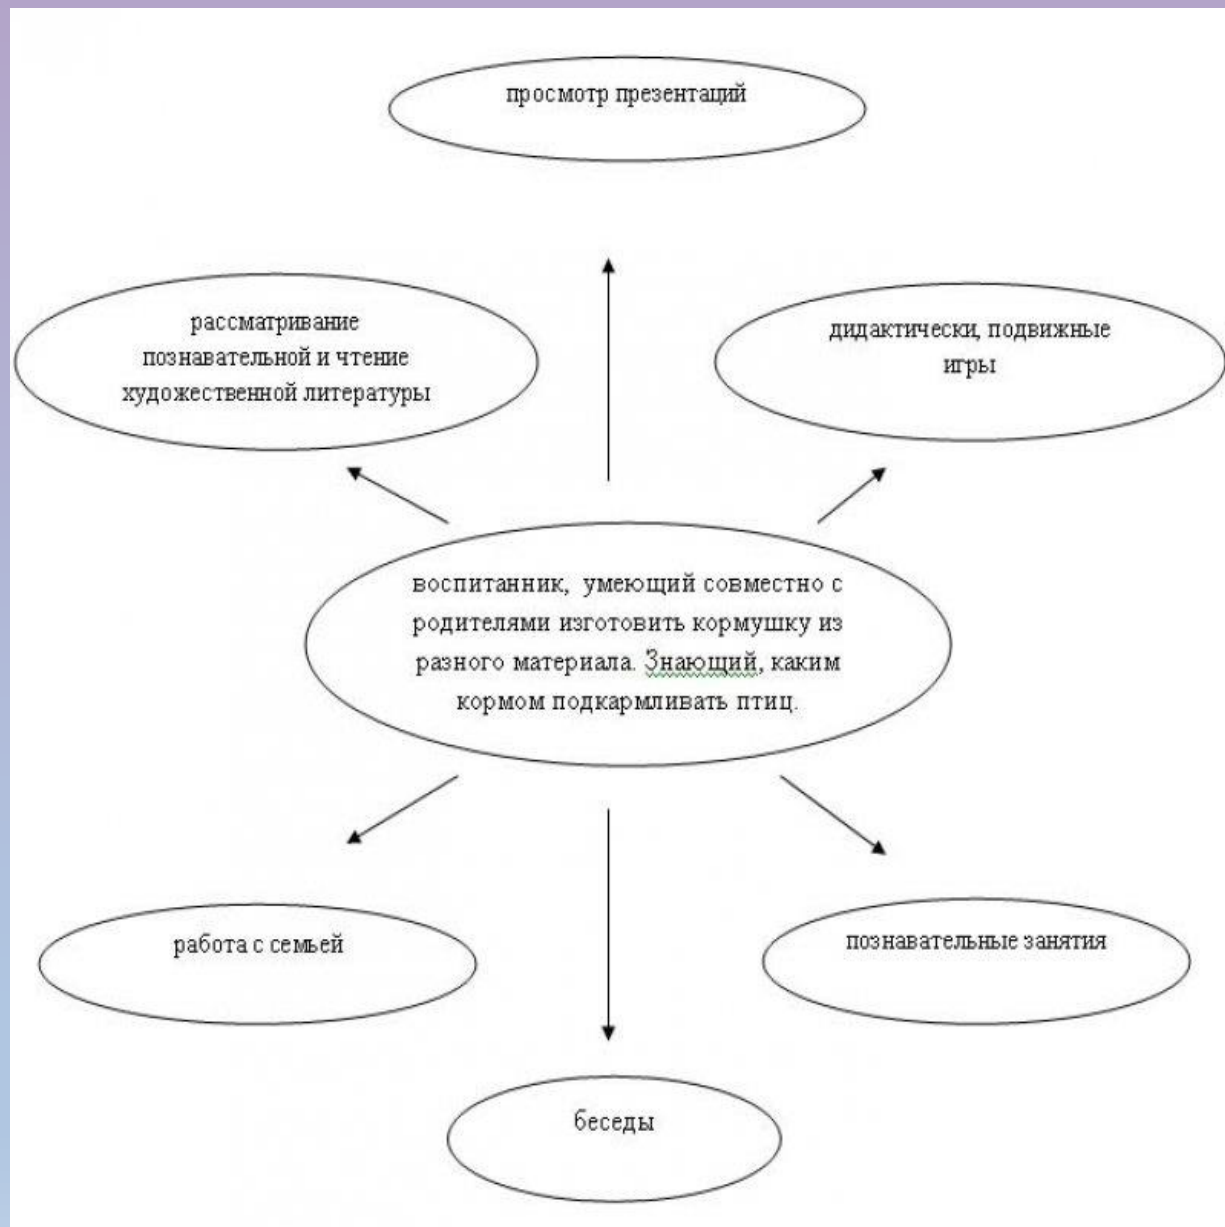 просмотр презентаций
рассматривание
познавательной и чтение
художественной литературы
дидактически, подвижные
игры
воспитанник, умеющий совместно с
родителями изготовить кормушку из
разного материала. Знающий, каким
кормом подкармливать птиц.
работа с семьей
познавательные занятия
беседы